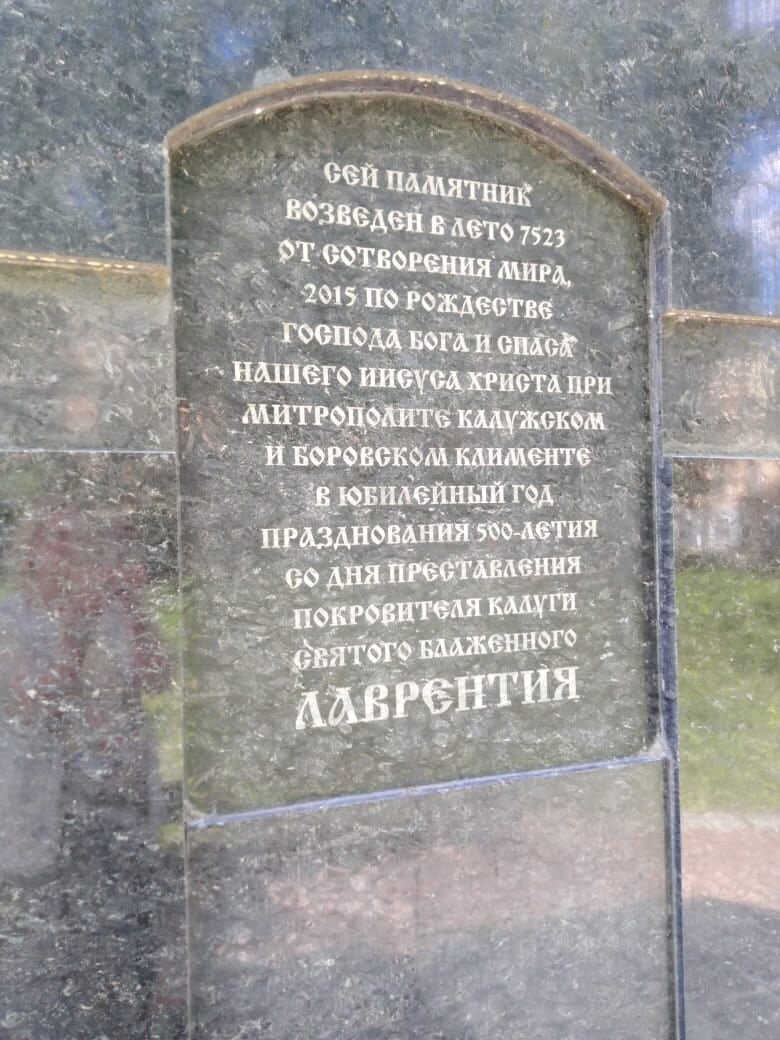 СЕЙ ПАМЯТНИК
ВОЗВЕДЕН В ЛЕТО 7523
ОТ СОТВОРЕНИЯ МИРА,
2015 ПО РОЖДЕСТВЕ
ГОСПОДА БОГА И СПАСА
НАШЕГО ИИСУСА ХРИСТА ПРИ
МИТРОПОЛИТЕ КАЛУЖСКОМ
И БОРОВСКОМ КЛИМЕНТЕ
В ЮБИЛЕЙНЫЙ ГОД
ПРАЗДНОВАНИЯ 500-ЛЕТИЯ
СО ДНЯ ПРЕСТАВЛЕНИЯ
ПОКРОВИТЕЛЯ КАЛУГИ
СВЯТОГО БЛАЖЕННОГО
ЛАВРЕНТИЯ